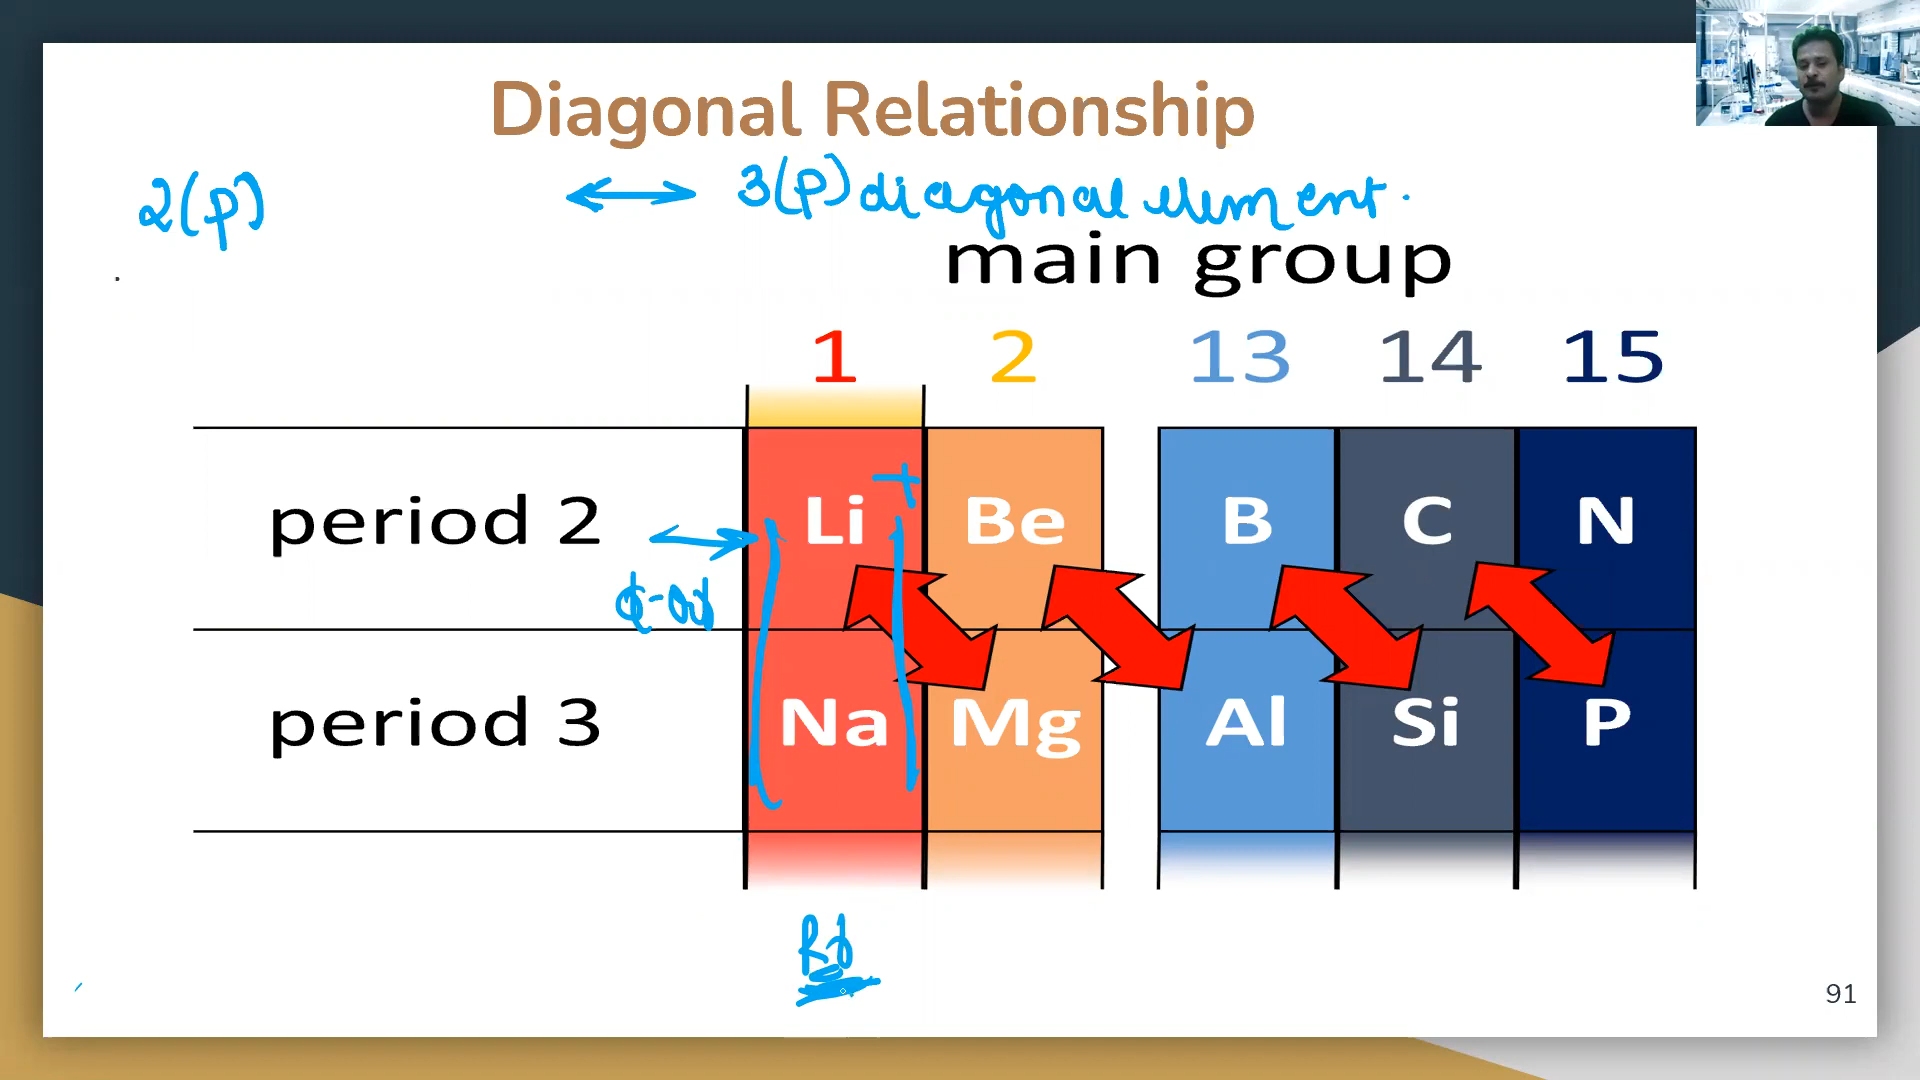 Diagonal Relationship
2(p) ↔ 3(P) diagonal element.
main group
1 2 13 14 15
period 2 Li + Be B C N
period 3 Na Mg Al Si P
91